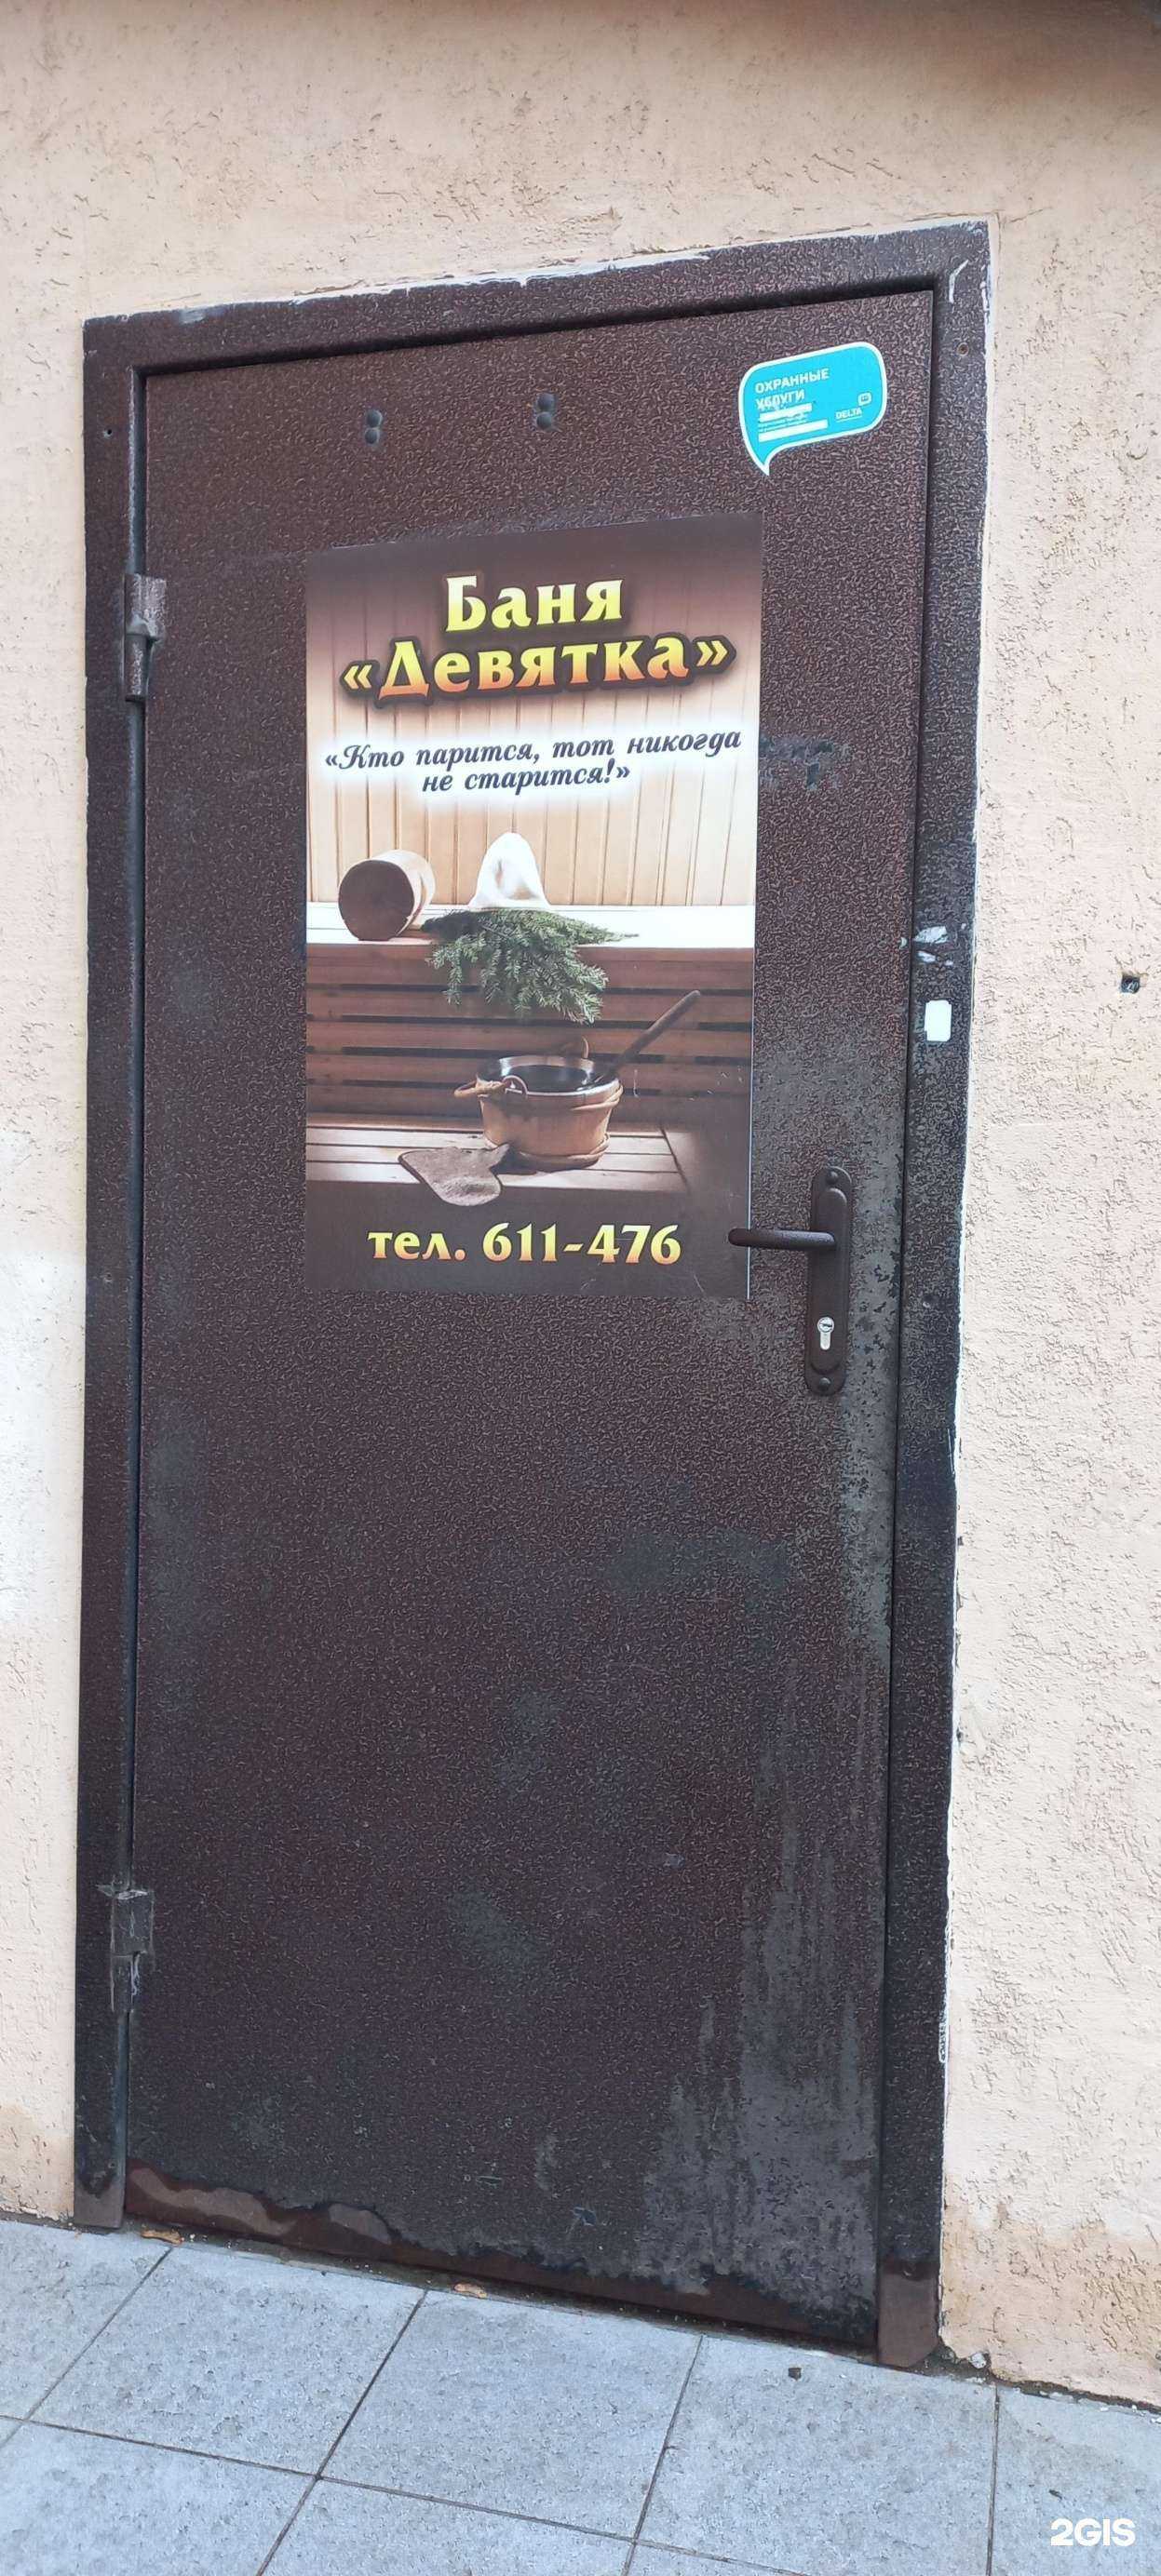 ОХРАННЫЕ
УСЛУГИ
DELTA
Баня
«Девятка»
«Кто парится, тот никогда
не старится!»
тел. 611-476
2GIS